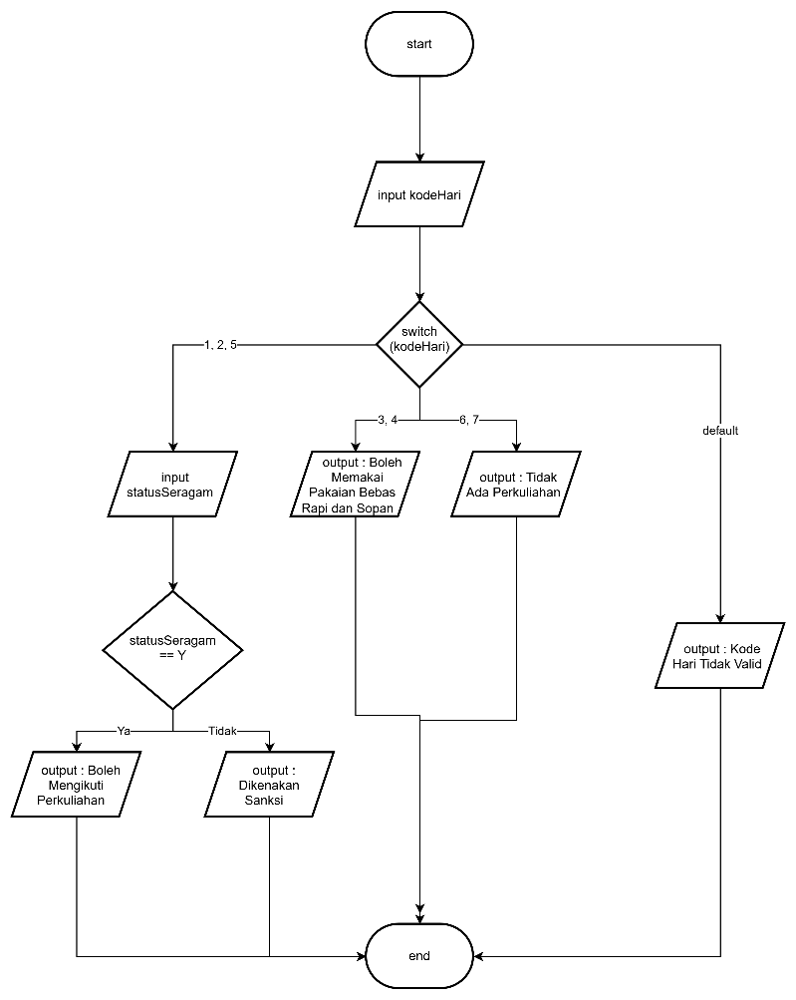 start
input kodeHari
switch
(kodeHari)
1, 2, 5
3, 4
6, 7
default
input
statusSeragam
output : Boleh
Memakai
Pakaian Bebas
Rapi dan Sopan
output : Tidak
Ada Perkuliahan
statusSeragam
== Y
output : Kode
Hari Tidak Valid
Ya
Tidak
output : Boleh
Mengikuti
Perkuliahan
output :
Dikenakan
Sanksi
end